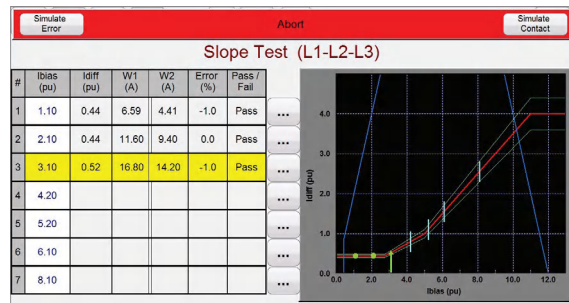 Simulate
Error
Abort
Simulate
Contact
Slope Test (L1-L2-L3)
# Ibias (pu) Idiff (pu) W1 (A) W2 (A) Error (%) Pass / Fail
1 1.10 0.44 6.59 4.41 -1.0 Pass ...
2 2.10 0.44 11.60 9.40 0.0 Pass ...
3 3.10 0.52 16.80 14.20 -1.0 Pass ...
4 4.20 ...
5 5.20 ...
6 6.10 ...
7 8.10 ...
Idiff (pu)
4.0
3.0
2.0
1.0
0.0
0.0 2.0 4.0 6.0 8.0 10.0 12.0
Ibias (pu)